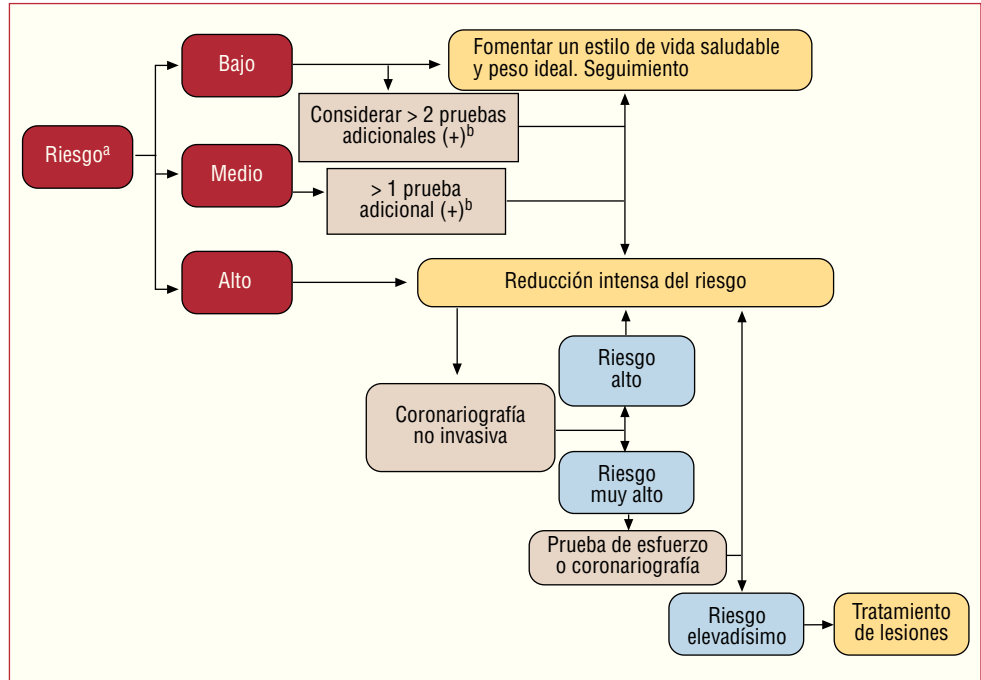 Bajo
Fomentar un estilo de vida saludable
y peso ideal. Seguimiento
Considerar > 2 pruebas
adicionales (+)b
Riesgoa
Medio
> 1 prueba
adicional (+)b
Alto
Reducción intensa del riesgo
Riesgo
alto
Coronariografía
no invasiva
Riesgo
muy alto
Prueba de esfuerzo
o coronariografía
Riesgo
elevadísimo
Tratamiento
de lesiones